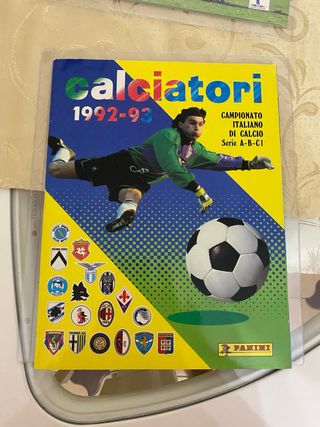 calciatori
1992-93
CAMPIONATO
ITALIANO
DI CALCIO
Serie A-B-C1
PANINI